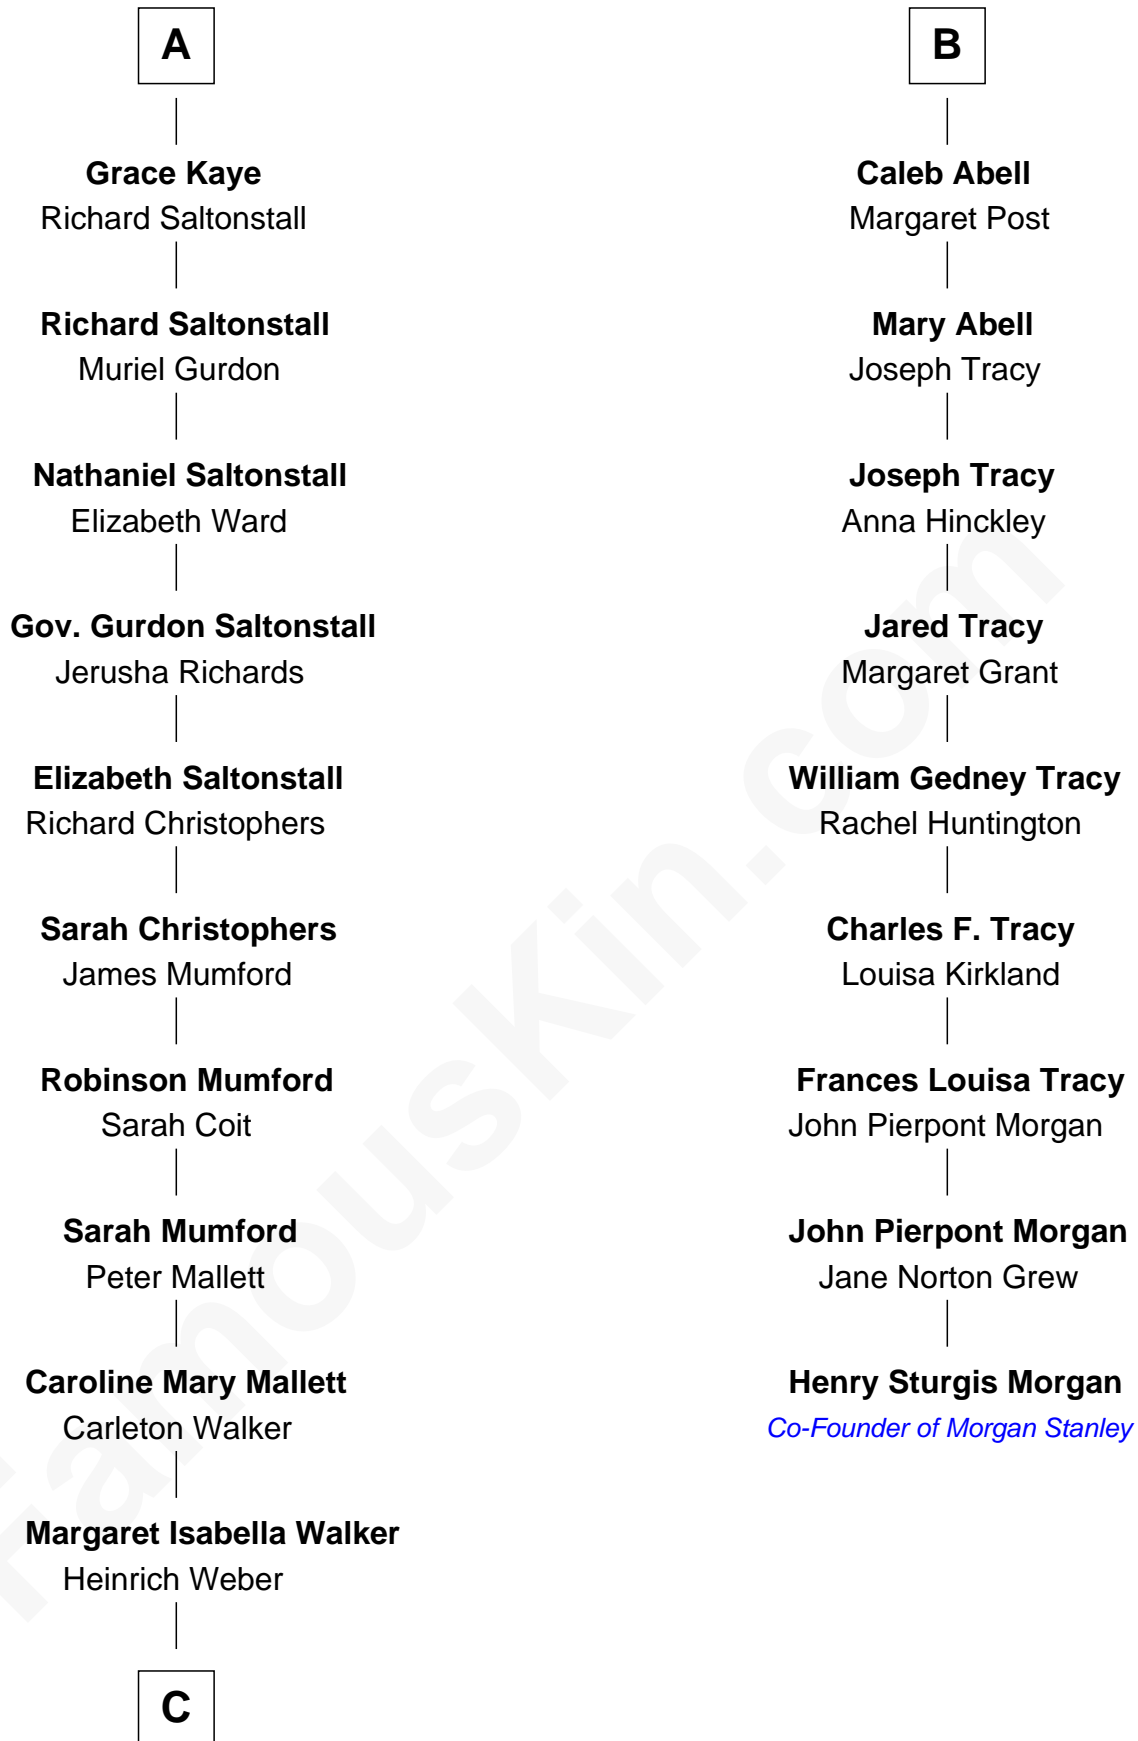 A
Grace Kaye
Richard Saltonstall
Richard Saltonstall
Muriel Gurdon
Nathaniel Saltonstall
Elizabeth Ward
Gov. Gurdon Saltonstall
Jerusha Richards
Elizabeth Saltonstall
Richard Christophers
Sarah Christophers
James Mumford
Robinson Mumford
Sarah Coit
Sarah Mumford
Peter Mallett
Caroline Mary Mallett
Carleton Walker
Margaret Isabella Walker
Heinrich Weber
C
B
Caleb Abell
Margaret Post
Mary Abell
Joseph Tracy
Joseph Tracy
Anna Hinckley
Jared Tracy
Margaret Grant
William Gedney Tracy
Rachel Huntington
Charles F. Tracy
Louisa Kirkland
Frances Louisa Tracy
John Pierpont Morgan
John Pierpont Morgan
Jane Norton Grew
Henry Sturgis Morgan
Co-Founder of Morgan Stanley
FamousKin.com